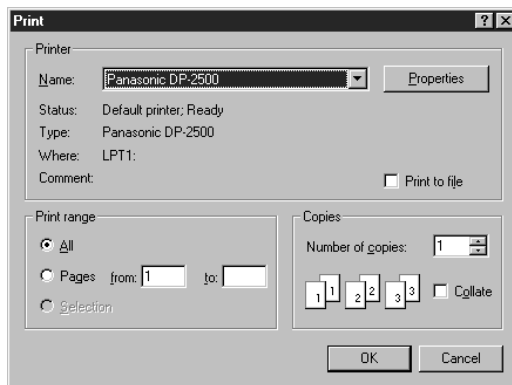 Print
Printer
Name: Panasonic DP-2500 Properties
Status: Default printer; Ready
Type: Panasonic DP-2500
Where: LPT1:
Comment: Print to file
Print range
All
Pages from: 1 to:
Selection
Copies
Number of copies: 1
1 1 2 2 3 3 Collate
OK Cancel